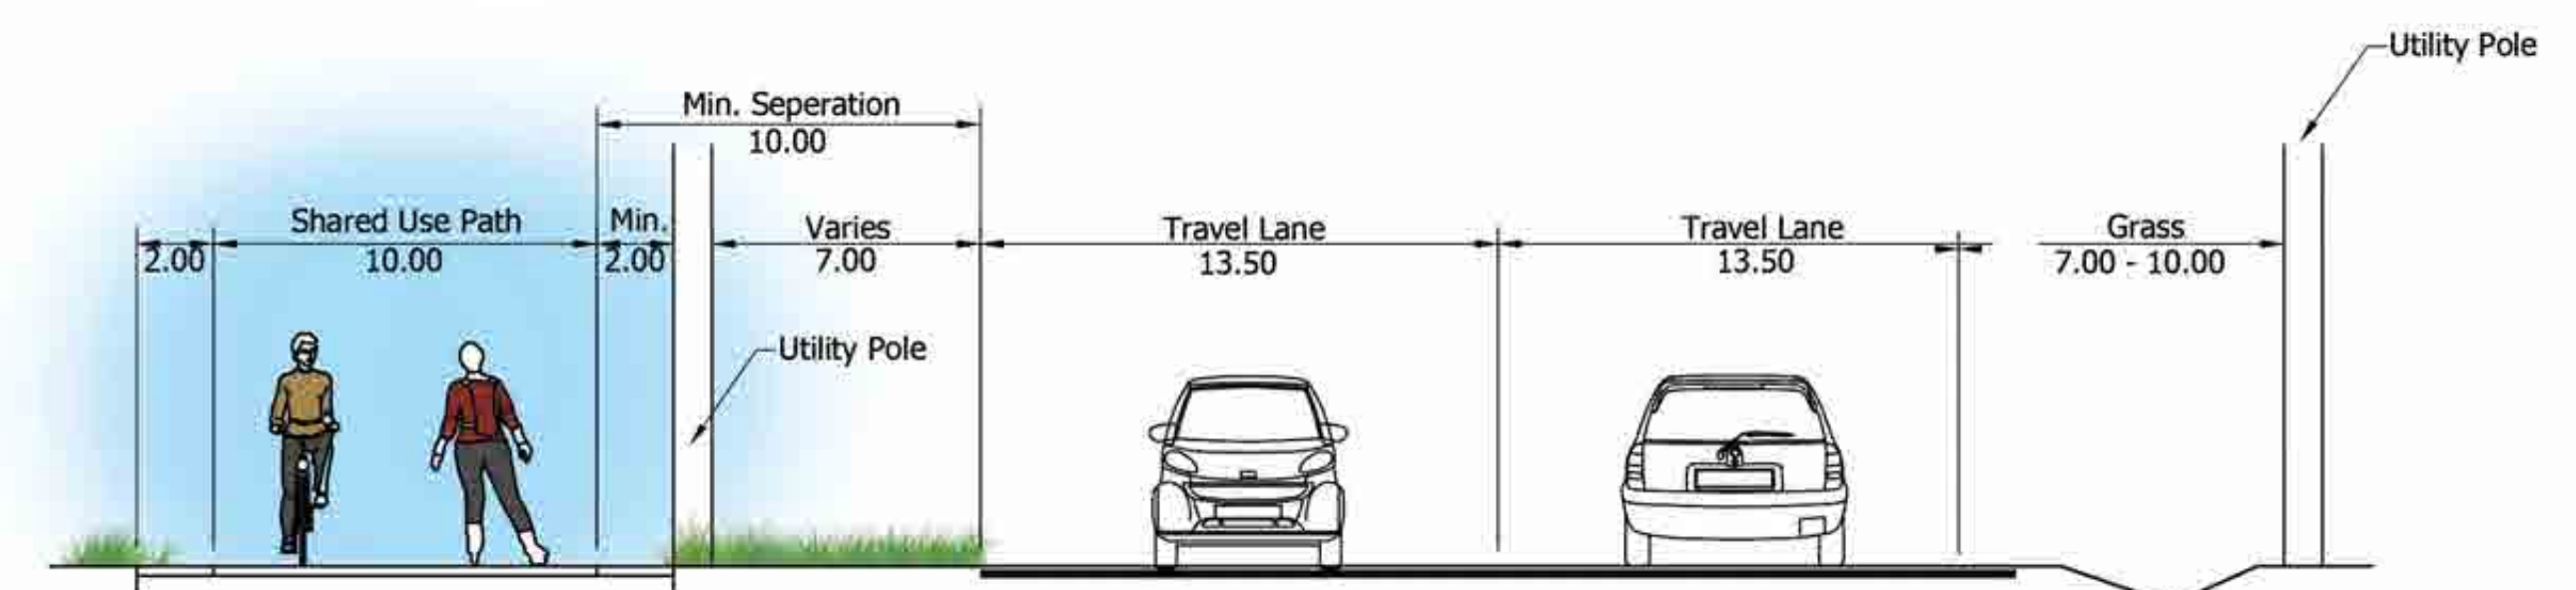 Utility Pole
Min. Seperation
10.00
Shared Use Path
Min.
Varies
Travel Lane
Travel Lane
Grass
2.00
10.00
2.00
7.00
13.50
13.50
7.00 - 10.00
Utility Pole